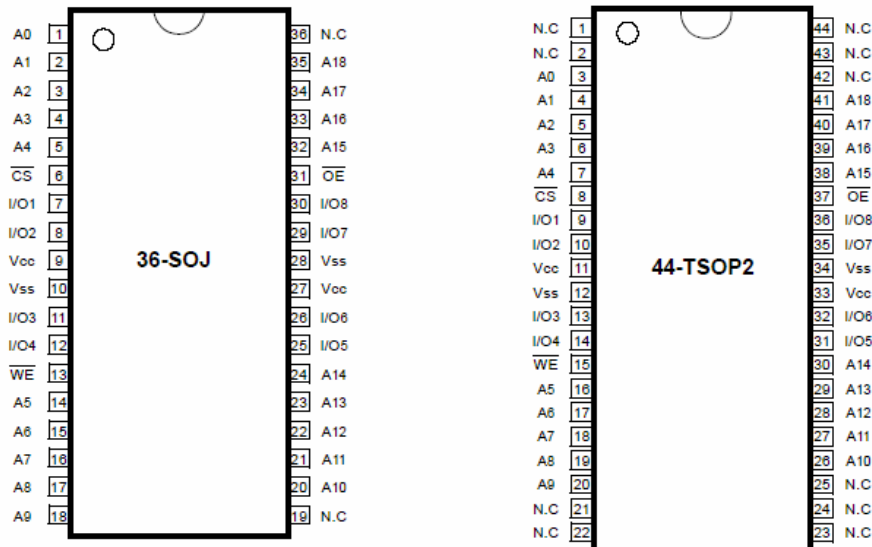 A0 1 36 N.C
A1 2 35 A18
A2 3 34 A17
A3 4 33 A16
A4 5 32 A15
CS 6 31 OE
I/O1 7 30 I/O8
I/O2 8 29 I/O7
Vcc 9 36-SOJ 28 Vss
Vss 10 27 Vcc
I/O3 11 26 I/O6
I/O4 12 25 I/O5
WE 13 24 A14
A5 14 23 A13
A6 15 22 A12
A7 16 21 A11
A8 17 20 A10
A9 18 19 N.C
N.C 1 44 N.C
N.C 2 43 N.C
A0 3 42 N.C
A1 4 41 A18
A2 5 40 A17
A3 6 39 A16
A4 7 38 A15
CS 8 37 OE
I/O1 9 36 I/O8
I/O2 10 35 I/O7
Vcc 11 44-TSOP2 34 Vss
Vss 12 33 Vcc
I/O3 13 32 I/O6
I/O4 14 31 I/O5
WE 15 30 A14
A5 16 29 A13
A6 17 28 A12
A7 18 27 A11
A8 19 26 A10
A9 20 25 N.C
N.C 21 24 N.C
N.C 22 23 N.C